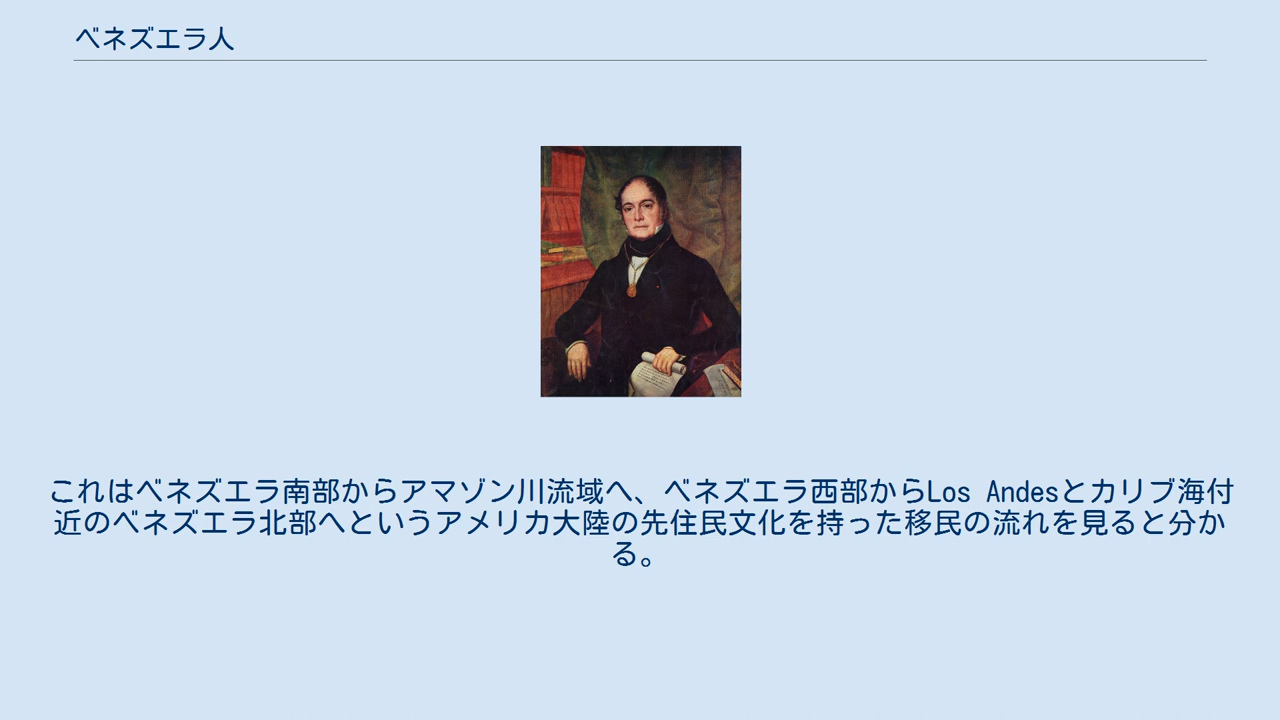 ベネズエラ人
これはベネズエラ南部からアマゾン川流域へ、ベネズエラ西部からLos Andesとカリブ海付
近のベネズエラ北部へというアメリカ大陸の先住民文化を持った移民の流れを見ると分か
る。